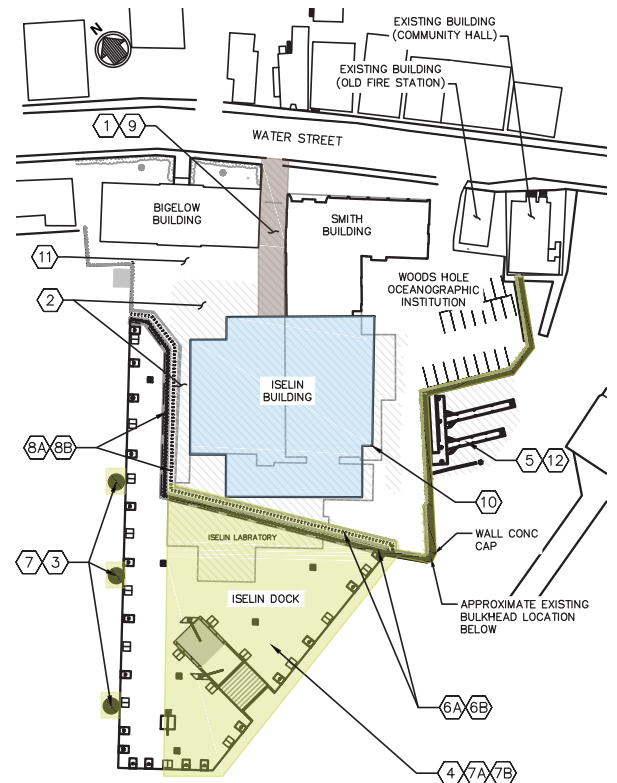 EXISTING BUILDING
(COMMUNITY HALL)
N
EXISTING BUILDING
(OLD FIRE STATION)
1 9
WATER STREET
BIGELOW
BUILDING
SMITH
BUILDING
11
WOODS HOLE
OCEANOGRAPHIC
INSTITUTION
2
ISELIN
BUILDING
8A 8B
5 12
10
7 3
ISELIN LABRATORY
WALL CONC
CAP
ISELIN DOCK
APPROXIMATE EXISTING
BULKHEAD LOCATION
BELOW
6A 6B
4 7A 7B